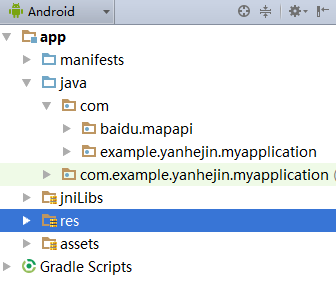 Android
app
manifests
java
com
baidu.mapapi
example.yanhejin.myapplication
com.example.yanhejin.myapplication (
jniLibs
res
assets
Gradle Scripts